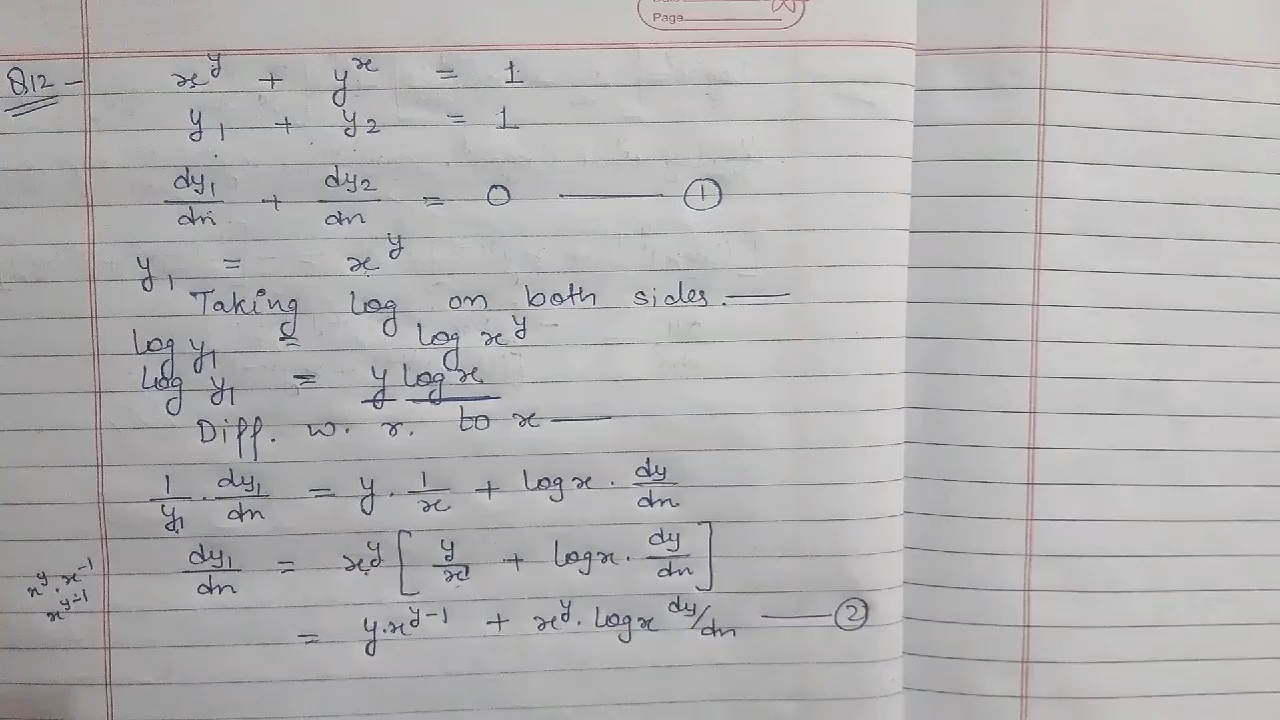 Page
Q12 - x^y + y^x = 1
y₁ + y₂ = 1
dy₁/dx + dy₂/dx = 0 — ①
y₁ = x^y
Taking log on both sides. —
log y₁ = log x^y
log y₁ = y log x
Diff. w. r. to x —
1/y₁ . dy₁/dx = y . 1/x + log x . dy/dx
dy₁/dx = x^y [ y/x + log x . dy/dx ]
x^y . x^-1
x^y-1
= y.x^y-1 + x^y . log x dy/dx — ②